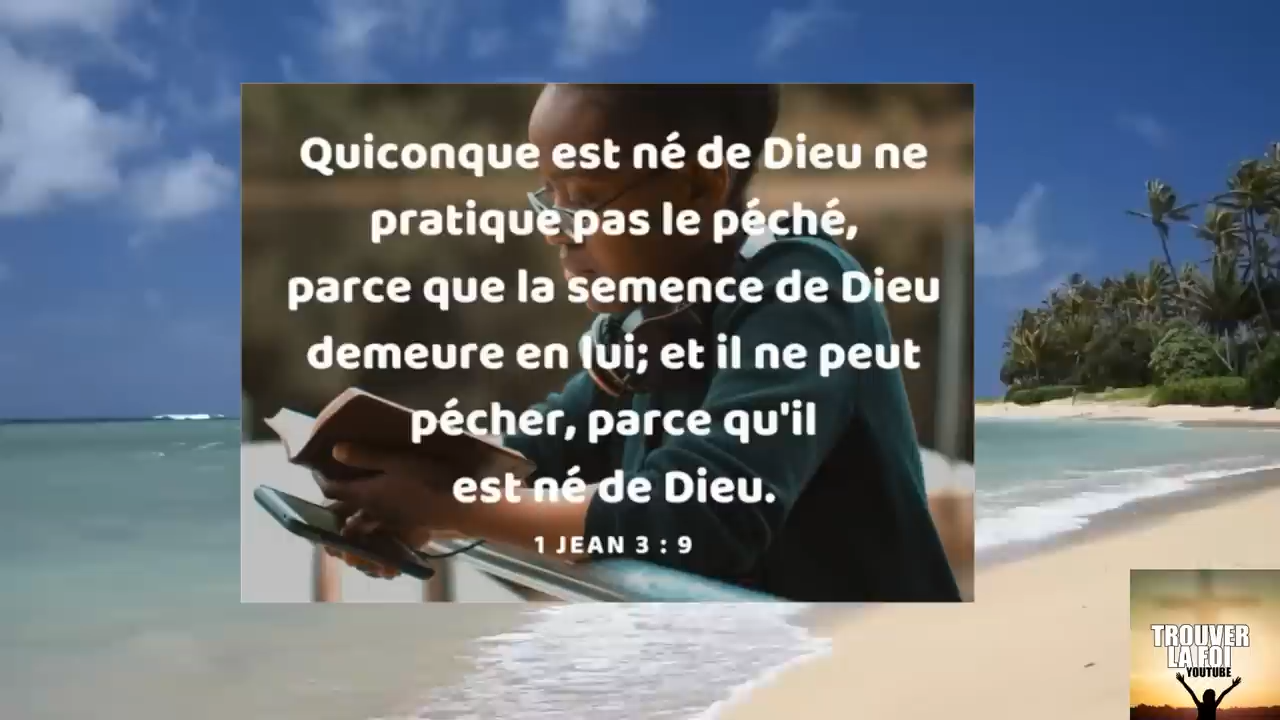 Quiconque est né de Dieu ne
pratique pas le péché,
parce que la semence de Dieu
demeure en lui; et il ne peut
pécher, parce qu'il
est né de Dieu.
1 JEAN 3 : 9
TROUVER
LA FOI
YOUTUBE